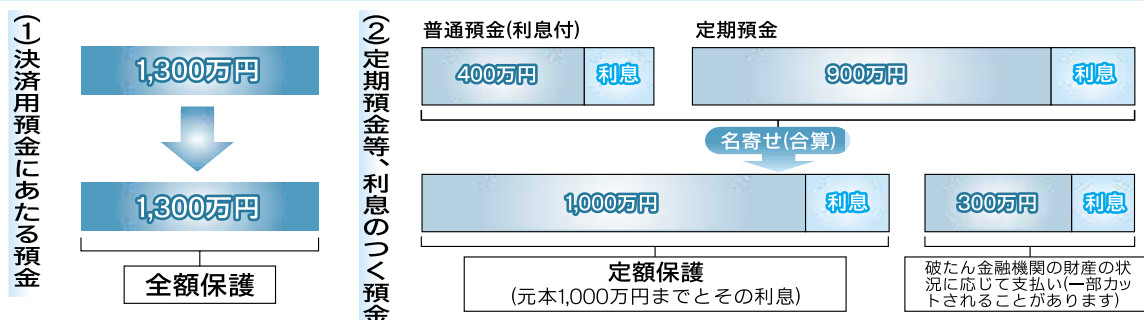 (1)決済用預金にあたる預金
1,300万円
1,300万円
全額保護
(2)定期預金等、利息のつく預金
普通預金(利息付)
400万円
利息
定期預金
900万円
利息
名寄せ(合算)
1,000万円
利息
300万円
利息
定額保護
(元本1,000万円までとその利息)
破たん金融機関の財産の状
況に応じて支払い(一部カッ
トされることがあります)